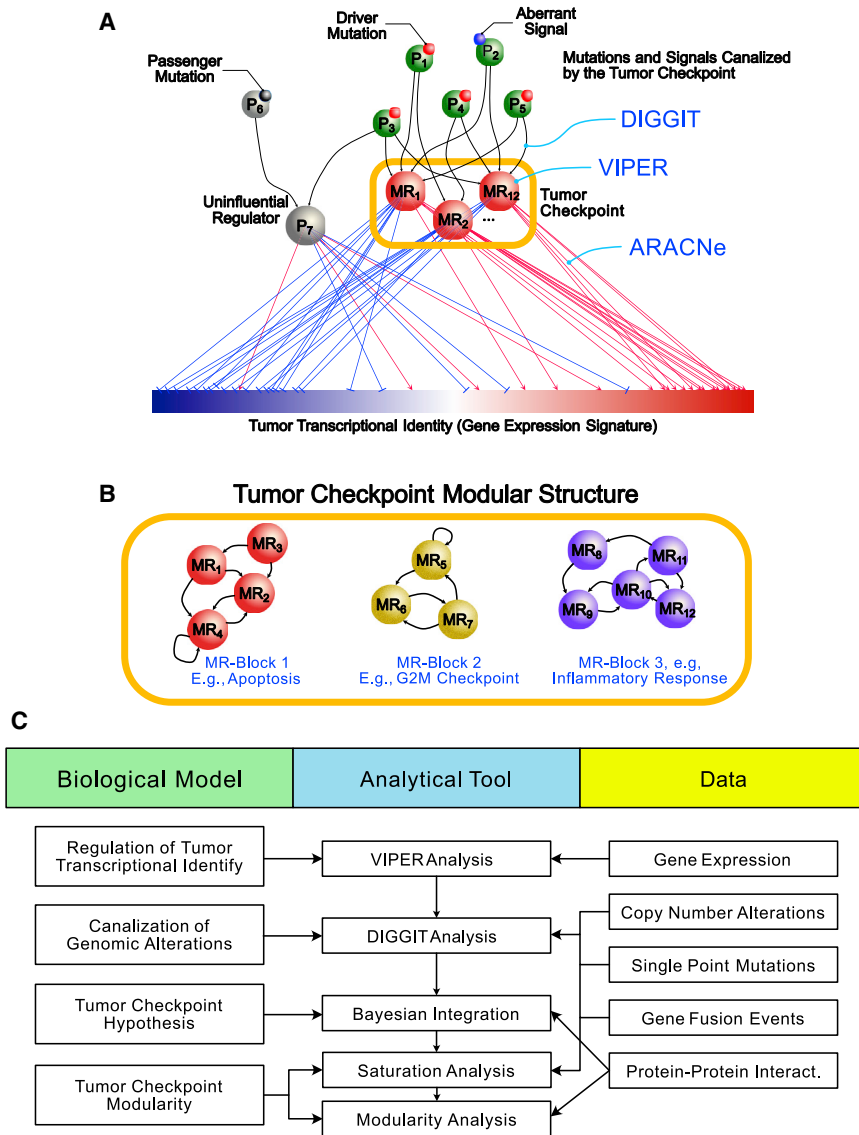 A
Driver
Mutation
Aberrant
Signal
Passenger
Mutation
Mutations and Signals Canalized
by the Tumor Checkpoint
P1
P2
P6
P3
P4
P5
DIGGIT
VIPER
Uninfluential
Regulator
MR1
MR12
Tumor
Checkpoint
P7
MR2
...
ARACNe
Tumor Transcriptional Identity (Gene Expression Signature)
B
Tumor Checkpoint Modular Structure
MR3
MR1
MR2
MR4
MR-Block 1
E.g., Apoptosis
MR5
MR6
MR7
MR-Block 2
E.g., G2M Checkpoint
MR8
MR11
MR10
MR9
MR12
MR-Block 3, e.g,
Inflammatory Response
C
Biological Model
Analytical Tool
Data
Regulation of Tumor
Transcriptional Identify
VIPER Analysis
Gene Expression
Canalization of
Genomic Alterations
DIGGIT Analysis
Copy Number Alterations
Single Point Mutations
Tumor Checkpoint
Hypothesis
Bayesian Integration
Gene Fusion Events
Tumor Checkpoint
Modularity
Saturation Analysis
Protein-Protein Interact.
Modularity Analysis